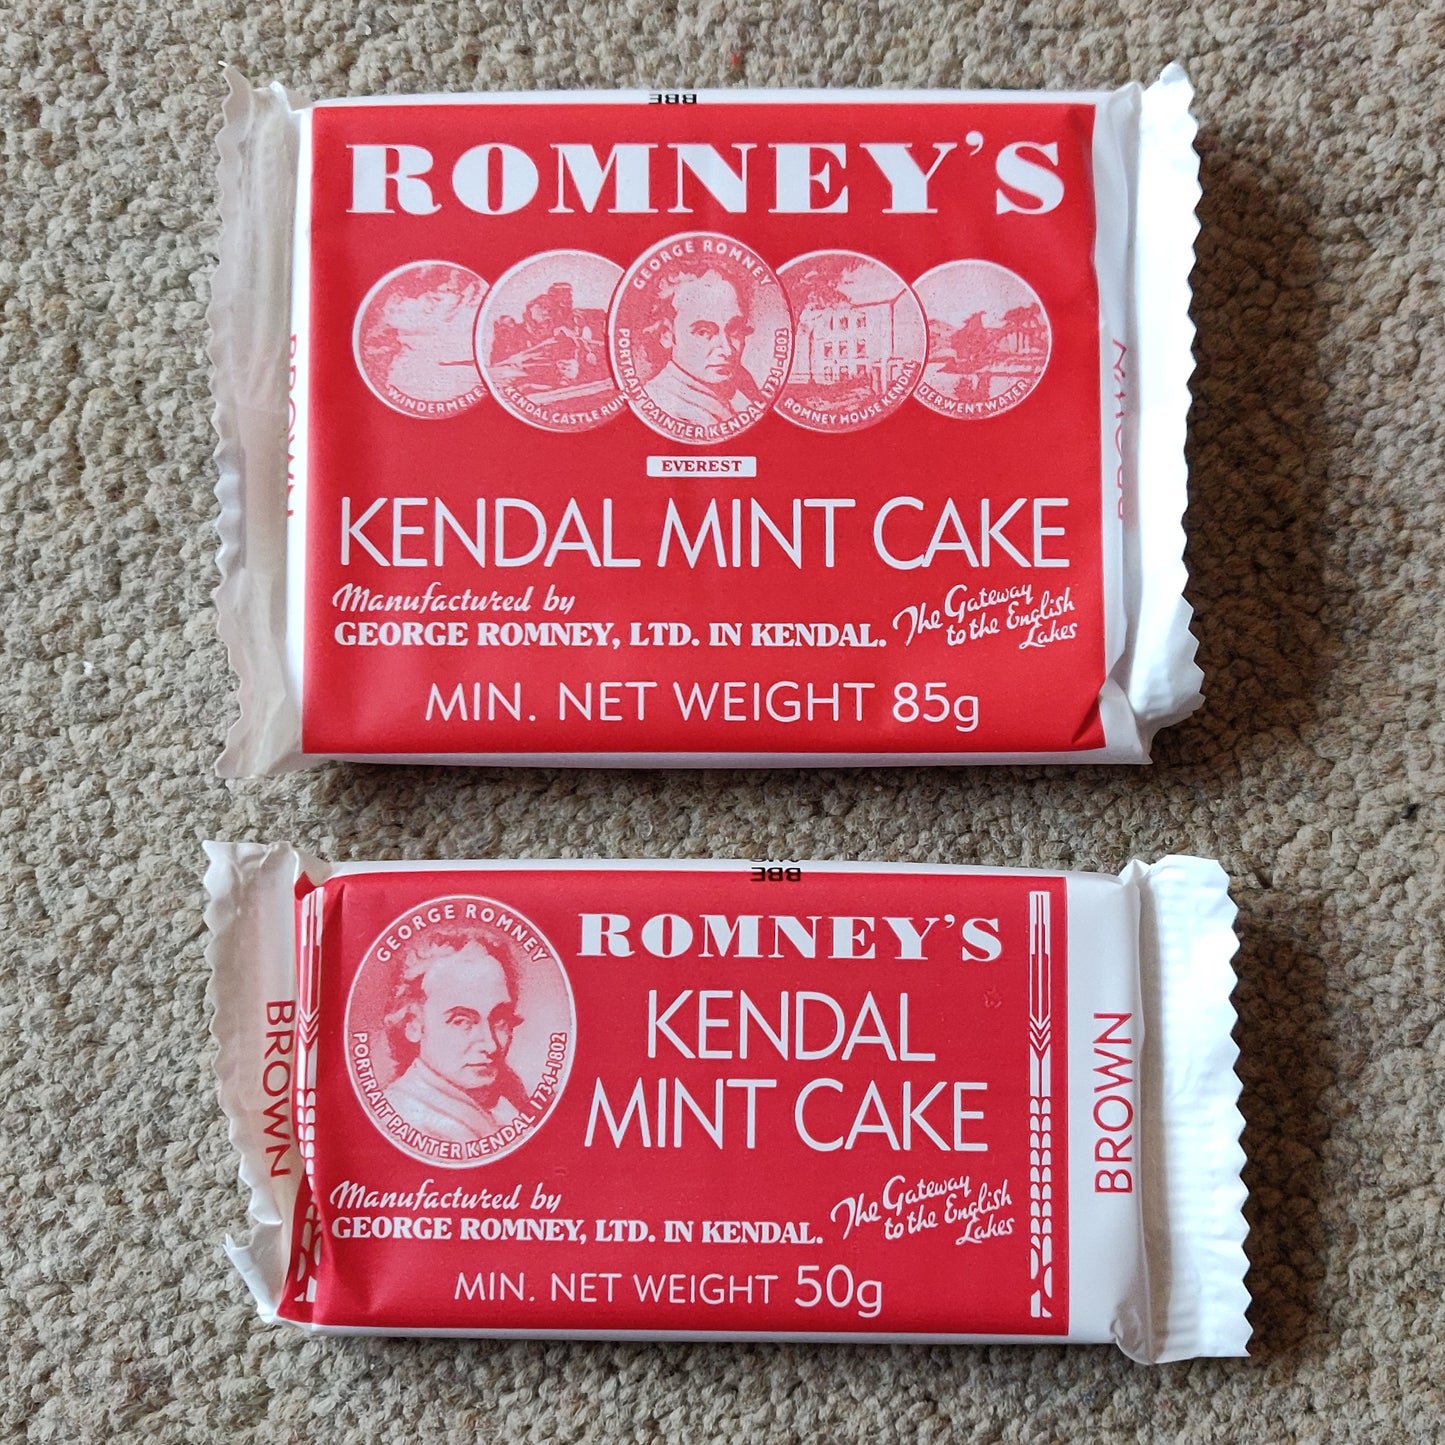 BBE
ROMNEY'S
WINDERMERE
KENDAL CASTLE RUIN
GEORGE ROMNEY
PORTRAIT PAINTER KENDAL 1734-1802
ROMNEY HOUSE KENDAL
DERWENTWATER
EVEREST
KENDAL MINT CAKE
Manufactured by
GEORGE ROMNEY, LTD. IN KENDAL.
The Gateway
to the English
Lakes
MIN. NET WEIGHT 85g
BROWN
BROWN
BBE
GEORGE ROMNEY
PORTRAIT PAINTER KENDAL 1734-1802
ROMNEY'S
KENDAL
MINT CAKE
Manufactured by
GEORGE ROMNEY, LTD. IN KENDAL.
The Gateway
to the English
Lakes
MIN. NET WEIGHT 50g
BROWN
BROWN